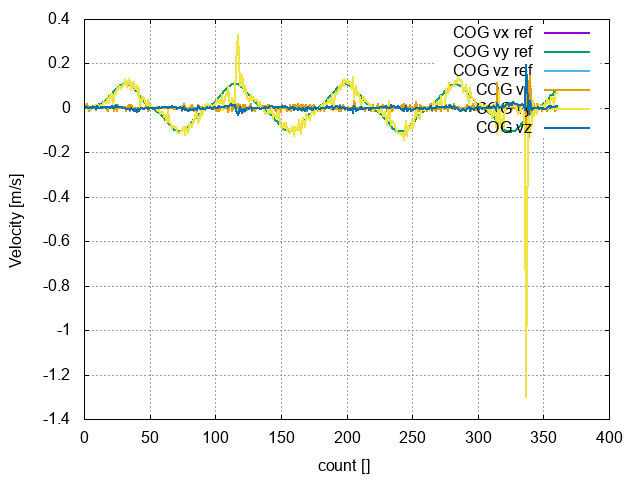 0.4
0.2
0
-0.2
-0.4
-0.6
-0.8
-1
-1.2
-1.4
0 50 100 150 200 250 300 350 400
Velocity [m/s]
count []
COG vx ref
COG vy ref
COG vz ref
COG
COG
COG vz